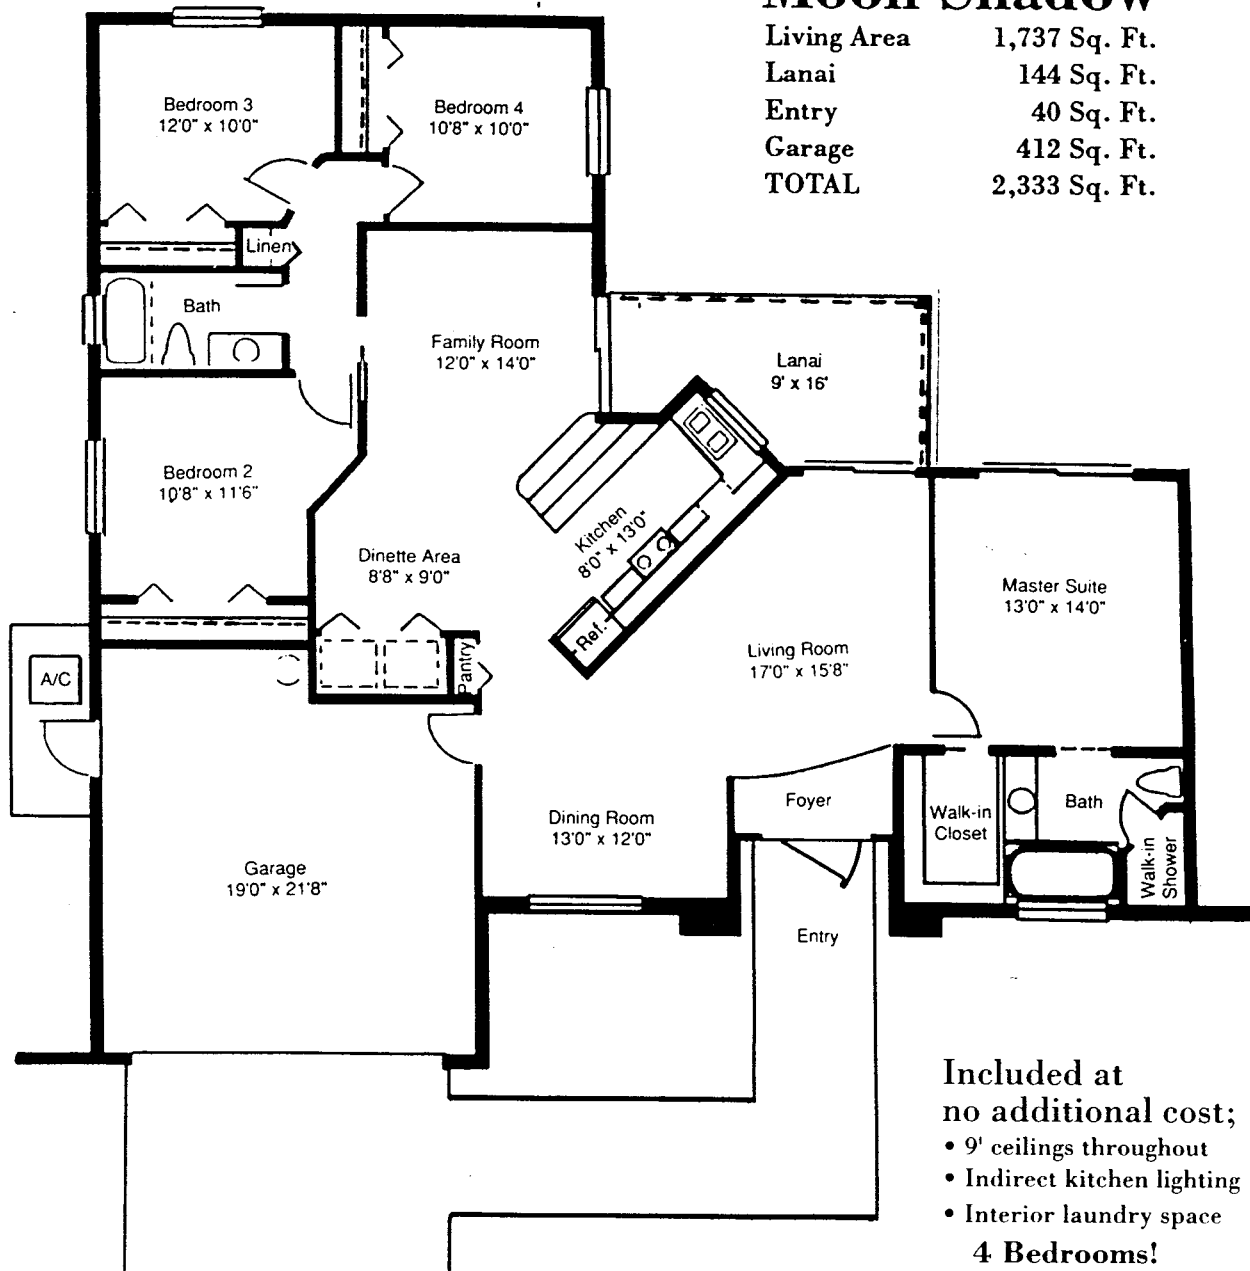 Moon Shadow
Living Area 1,737 Sq. Ft.
Lanai 144 Sq. Ft.
Entry 40 Sq. Ft.
Garage 412 Sq. Ft.
TOTAL 2,333 Sq. Ft.
Bedroom 3
12'0" x 10'0"
Bedroom 4
10'8" x 10'0"
Linen
Bath
Family Room
12'0" x 14'0"
Lanai
9' x 16'
Bedroom 2
10'8" x 11'6"
Kitchen
8'0" x 13'0"
Dinette Area
8'8" x 9'0"
Master Suite
13'0" x 14'0"
Ref.
Living Room
17'0" x 15'8"
Pantry
A/C
Foyer
Bath
Walk-in
Closet
Walk-in
Shower
Dining Room
13'0" x 12'0"
Garage
19'0" x 21'8"
Entry
Included at
no additional cost;
• 9' ceilings throughout
• Indirect kitchen lighting
• Interior laundry space
4 Bedrooms!